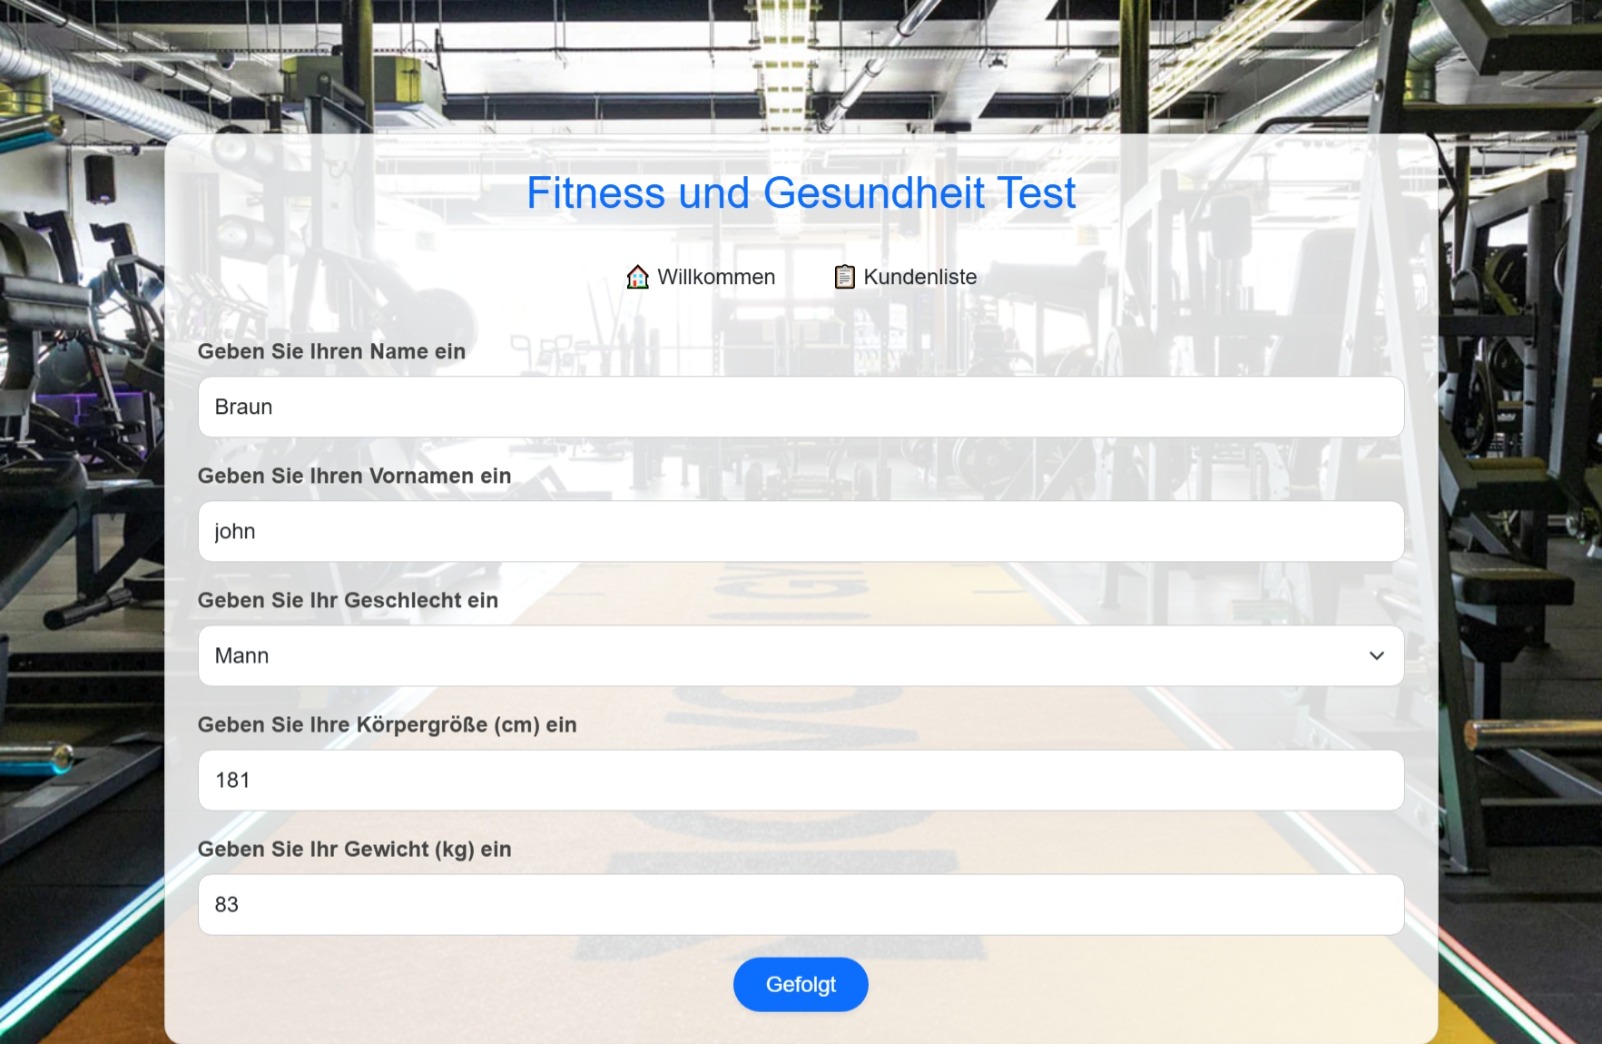 Fitness und Gesundheit Test
Willkommen Kundenliste
Geben Sie Ihren Name ein
Braun
Geben Sie Ihren Vornamen ein
john
Geben Sie Ihr Geschlecht ein
Mann
Geben Sie Ihre Körpergröße (cm) ein
181
Geben Sie Ihr Gewicht (kg) ein
83
Gefolgt